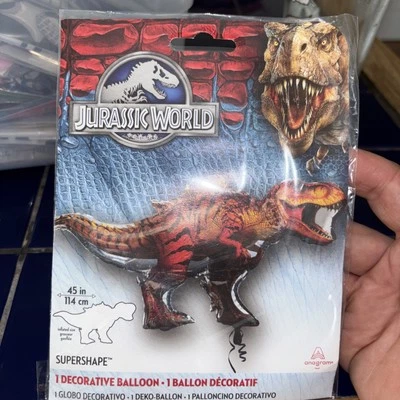 JURASSIC WORLD
45 in
114 cm
SUPERSHAPE™
anagram
1 DECORATIVE BALLOON • 1 BALLON DÉCORATIF
1 GLOBO DECORATIVO • 1 DEKO-BALLON • 1 PALLONCINO DECORATIVO